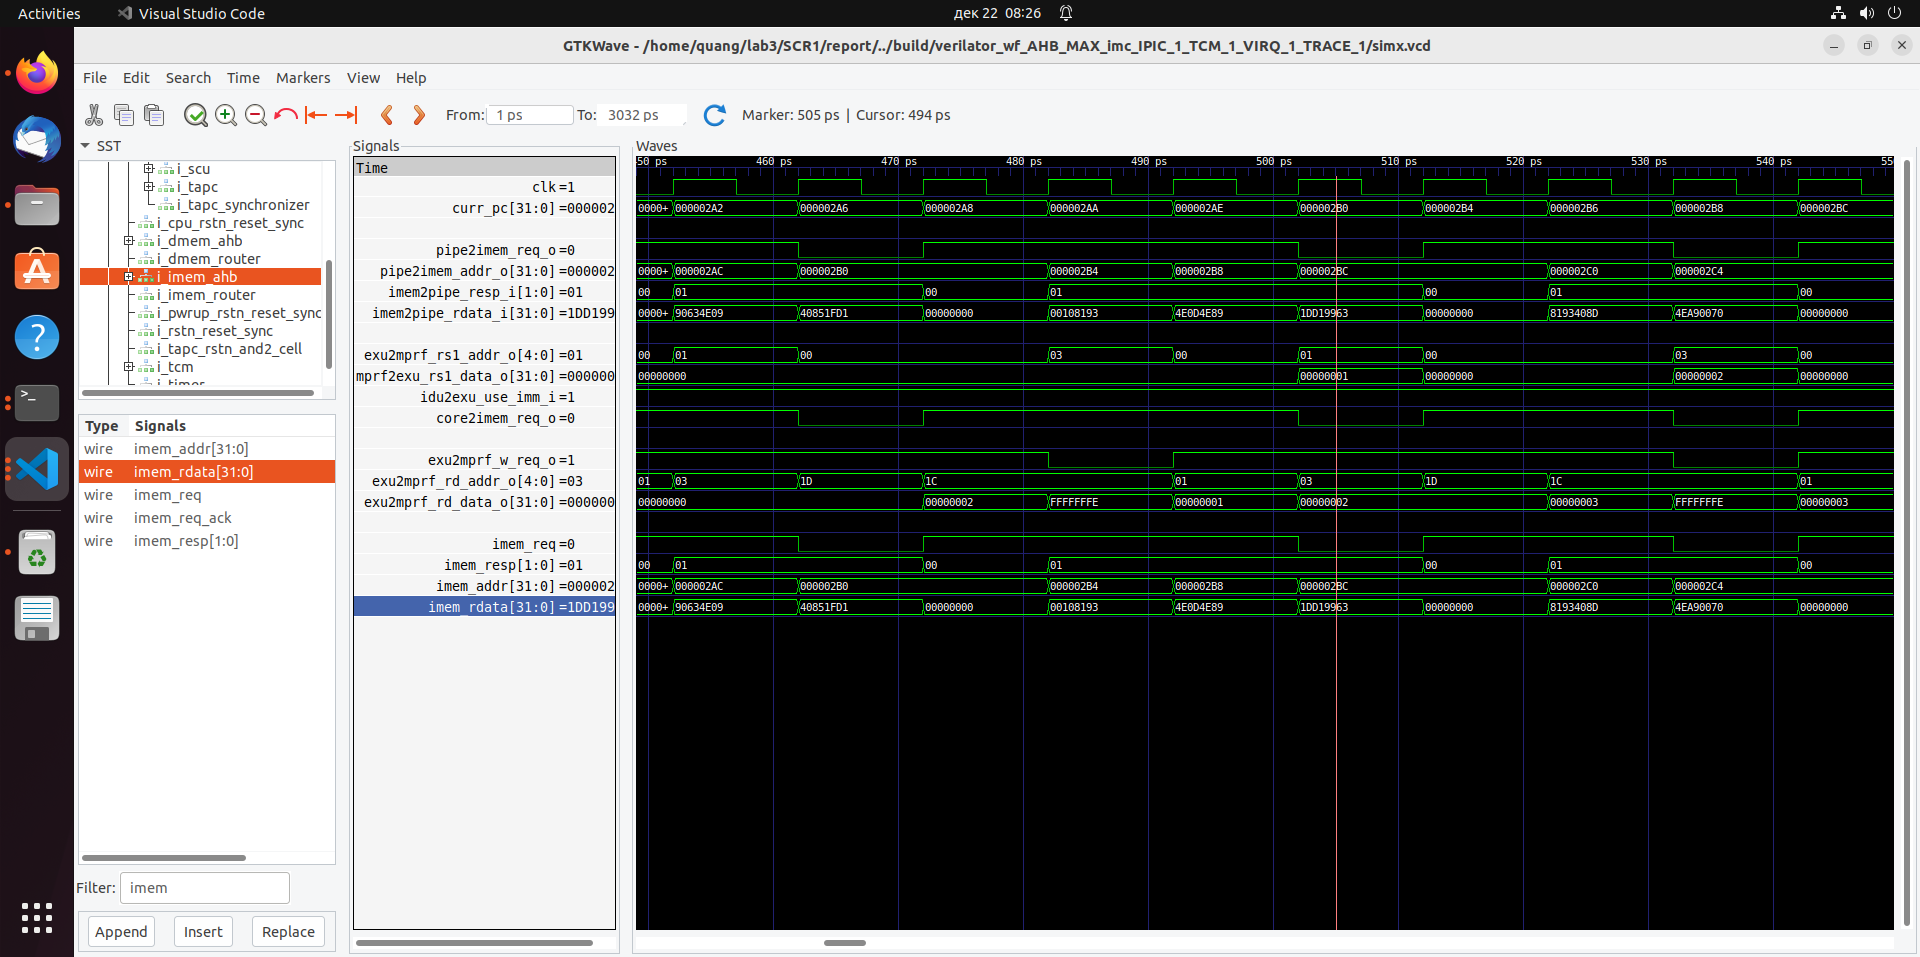 Activities
Visual Studio Code
дек 22 08:26
GTKWave - /home/quang/lab3/SCR1/report/../build/verilator_wf_AHB_MAX_imc_IPIC_1_TCM_1_VIRQ_1_TRACE_1/simx.vcd
File Edit Search Time Markers View Help
From: 1 ps To: 3032 ps Marker: 505 ps | Cursor: 494 ps
SST
i_scu
i_tapc
i_tapc_synchronizer
i_cpu_rstn_reset_sync
i_dmem_ahb
i_dmem_router
i_imem_ahb
i_imem_router
i_pwrup_rstn_reset_sync
i_rstn_reset_sync
i_tapc_rstn_and2_cell
i_tcm
i_timer
Type Signals
wire imem_addr[31:0]
wire imem_rdata[31:0]
wire imem_req
wire imem_req_ack
wire imem_resp[1:0]
Filter: imem
Append Insert Replace
Signals
Time
clk =1
curr_pc[31:0] =000002
pipe2imem_req_o =0
pipe2imem_addr_o[31:0] =000002
imem2pipe_resp_i[1:0] =01
imem2pipe_rdata_i[31:0] =1DD199
exu2mprf_rs1_addr_o[4:0] =01
mprf2exu_rs1_data_o[31:0] =000000
idu2exu_use_imm_i =1
core2imem_req_o =0
exu2mprf_w_req_o =1
exu2mprf_rd_addr_o[4:0] =03
exu2mprf_rd_data_o[31:0] =000000
imem_req =0
imem_resp[1:0] =01
imem_addr[31:0] =000002
imem_rdata[31:0] =1DD199
Waves
50 ps 460 ps 470 ps 480 ps 490 ps 500 ps 510 ps 520 ps 530 ps 540 ps 55
0000+ 000002A2 000002A6 000002A8 000002AA 000002AE 000002B0 000002B4 000002B6 000002B8 000002BC
0000+ 000002AC 000002B0 000002B4 000002B8 000002BC 000002C0 000002C4
00 01 00 01 00 01 00
0000+ 90634E09 40851FD1 00000000 00108193 4E0D4E89 1DD19963 00000000 8193408D 4EA90070 00000000
00 01 00 03 00 01 00 03 00
00000000 00000001 00000000 00000002 00000000
01 03 1D 1C 01 03 1D 1C 01
00000000 00000002 FFFFFFFE 00000001 00000002 00000003 FFFFFFFE 00000003
00 01 00 01 00 01 00
0000+ 000002AC 000002B0 000002B4 000002B8 000002BC 000002C0 000002C4
0000+ 90634E09 40851FD1 00000000 00108193 4E0D4E89 1DD19963 00000000 8193408D 4EA90070 00000000